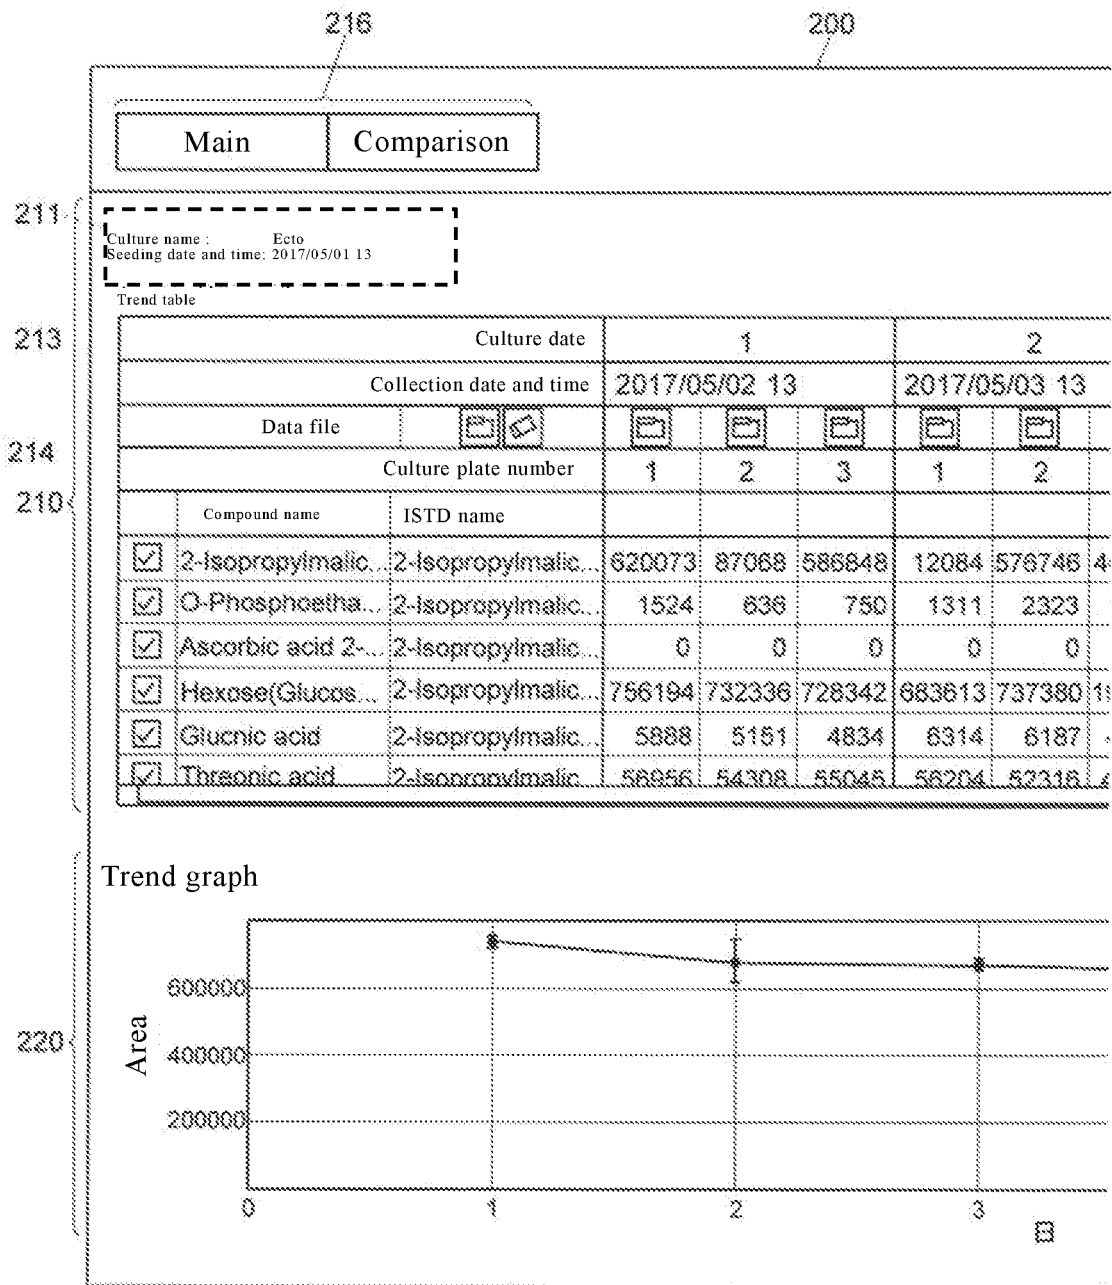 216 200
Main Comparison
211
Culture name : Ecto
Seeding date and time: 2017/05/01 13
Trend table
213
Culture date 1 2
Collection date and time 2017/05/02 13 2017/05/03 13
Data file
214
Culture plate number 1 2 3 1 2
210
Compound name ISTD name
2-Isopropylmalic... 2-Isopropylmalic... 620073 87068 586848 12084 576746 4
O-Phosphoetha... 2-Isopropylmalic... 1524 636 750 1311 2323
Ascorbic acid 2-... 2-Isopropylmalic... 0 0 0 0 0
Hexose(Glucos... 2-Isopropylmalic... 756194 732336 728342 683613 737380 1
Glucnic acid 2-Isopropylmalic... 5888 5151 4834 6314 6187
Threonic acid 2-Isopropylmalic 56956 54308 55045 56204 52316
Trend graph
600000
220
Area
400000
200000
0 1 2 3
日